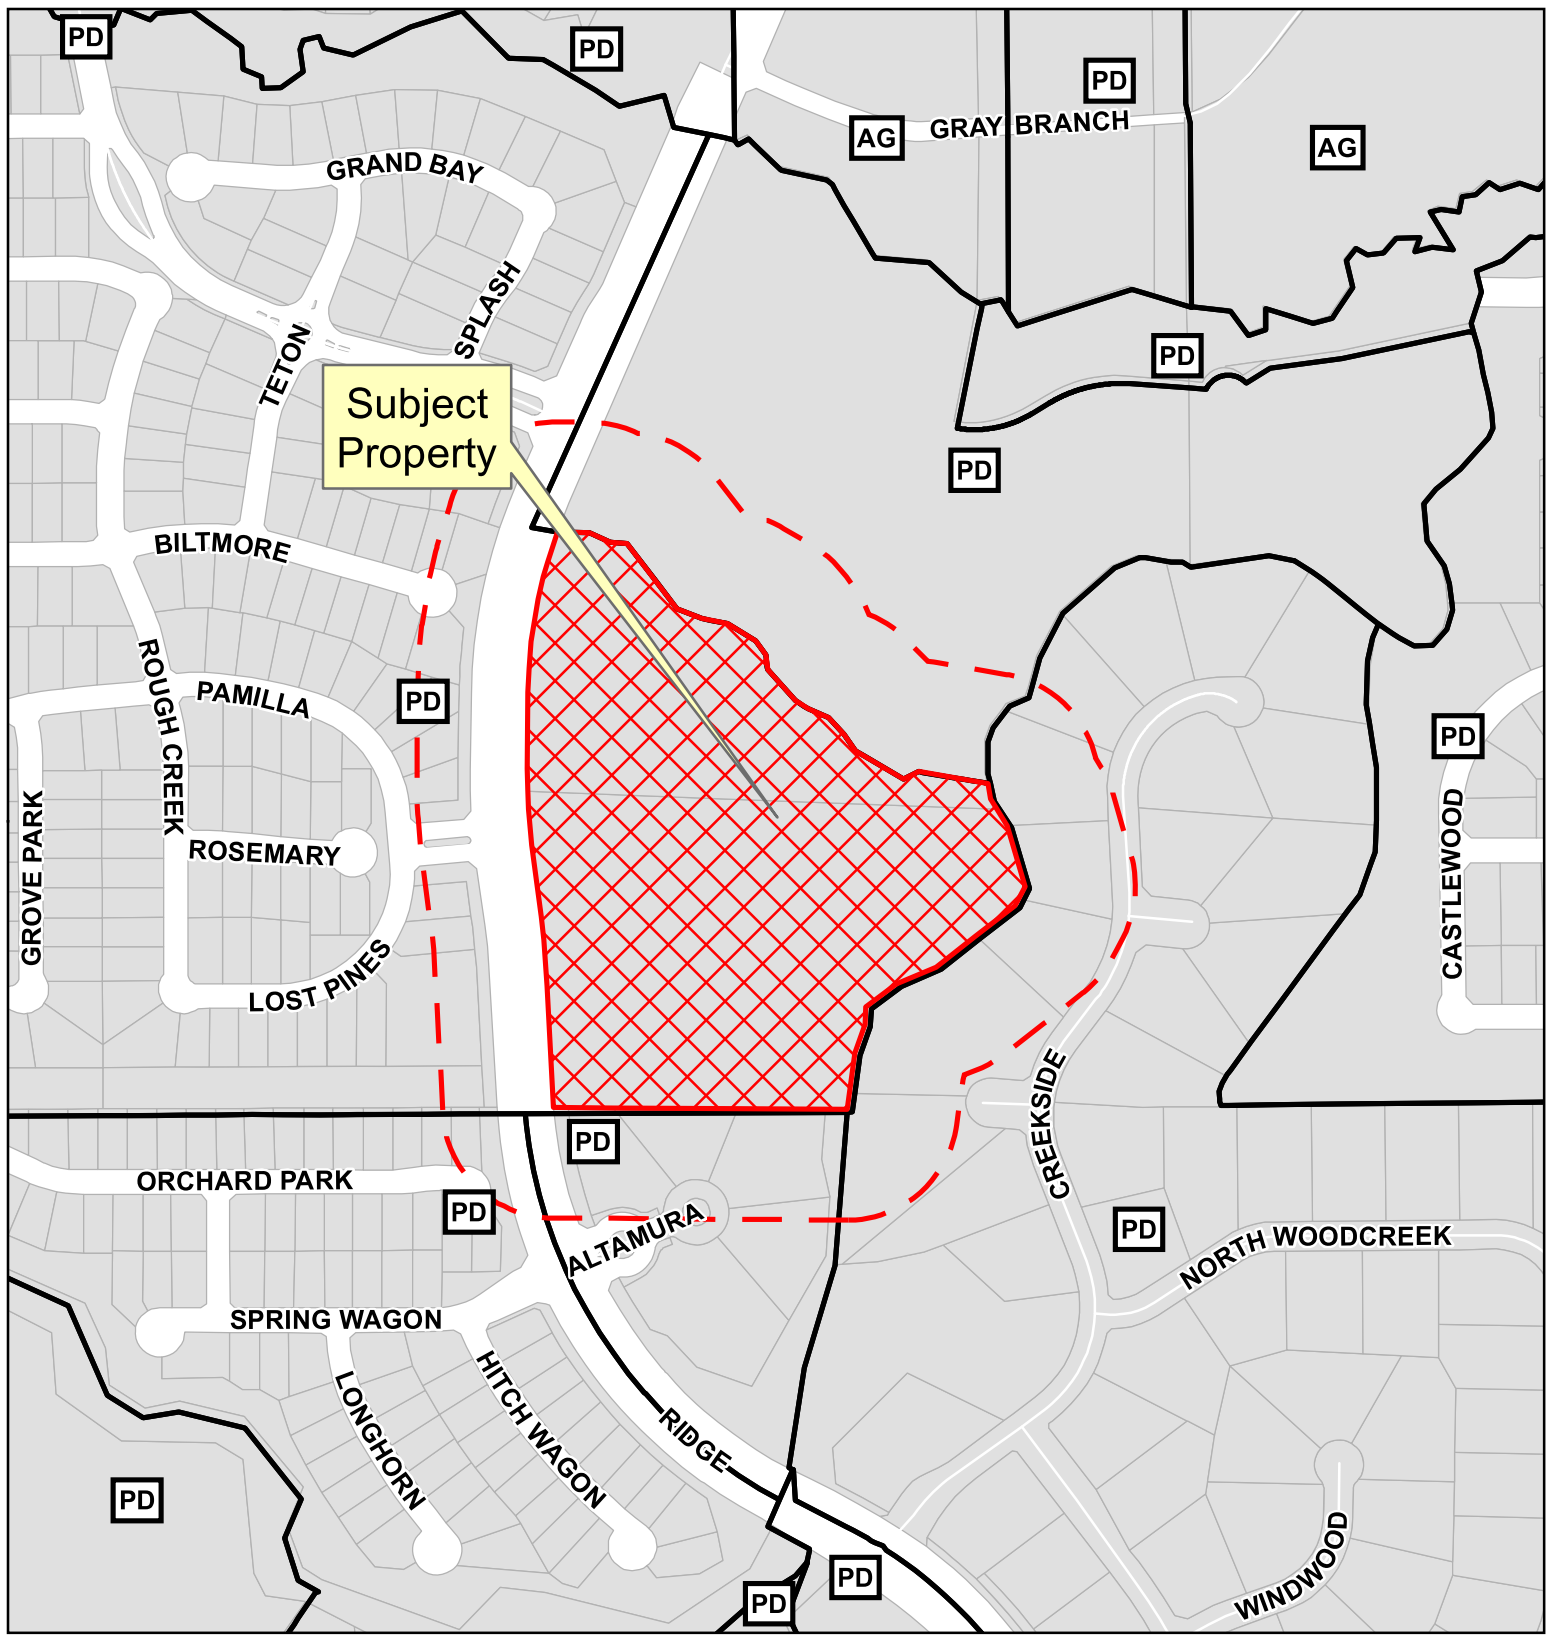 PD
PD
PD
GRAY BRANCH
AG
AG
GRAND BAY
SPLASH
TETON
PD
Subject
Property
PD
BILTMORE
ROUGH CREEK
PAMILLA
PD
PD
GROVE PARK
ROSEMARY
CASTLEWOOD
LOST PINES
CREEKSIDE
PD
ORCHARD PARK
PD
ALTAMURA
PD
NORTH WOODCREEK
SPRING WAGON
LONGHORN
HITCH WAGON
RIDGE
PD
WINDWOOD
PD
PD